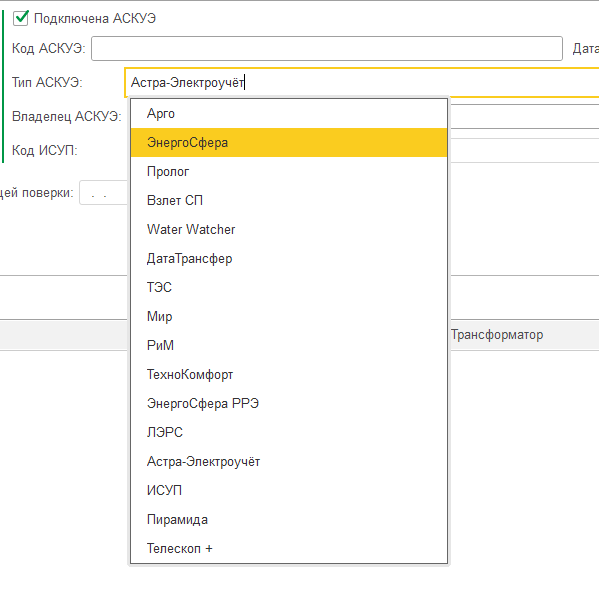 Подключена АСКУЭ
Код АСКУЭ: Дата
Тип АСКУЭ: Астра-Электроучёт
Владелец АСКУЭ:
Код ИСУП:
щей поверки: . .
Арго
ЭнергоСфера
Пролог
Взлет СП
Water Watcher
ДатаТрансфер
ТЭС
Мир
РиМ
ТехноКомфорт
ЭнергоСфера РРЭ
ЛЭРС
Астра-Электроучёт
ИСУП
Пирамида
Телескоп +
Трансформатор